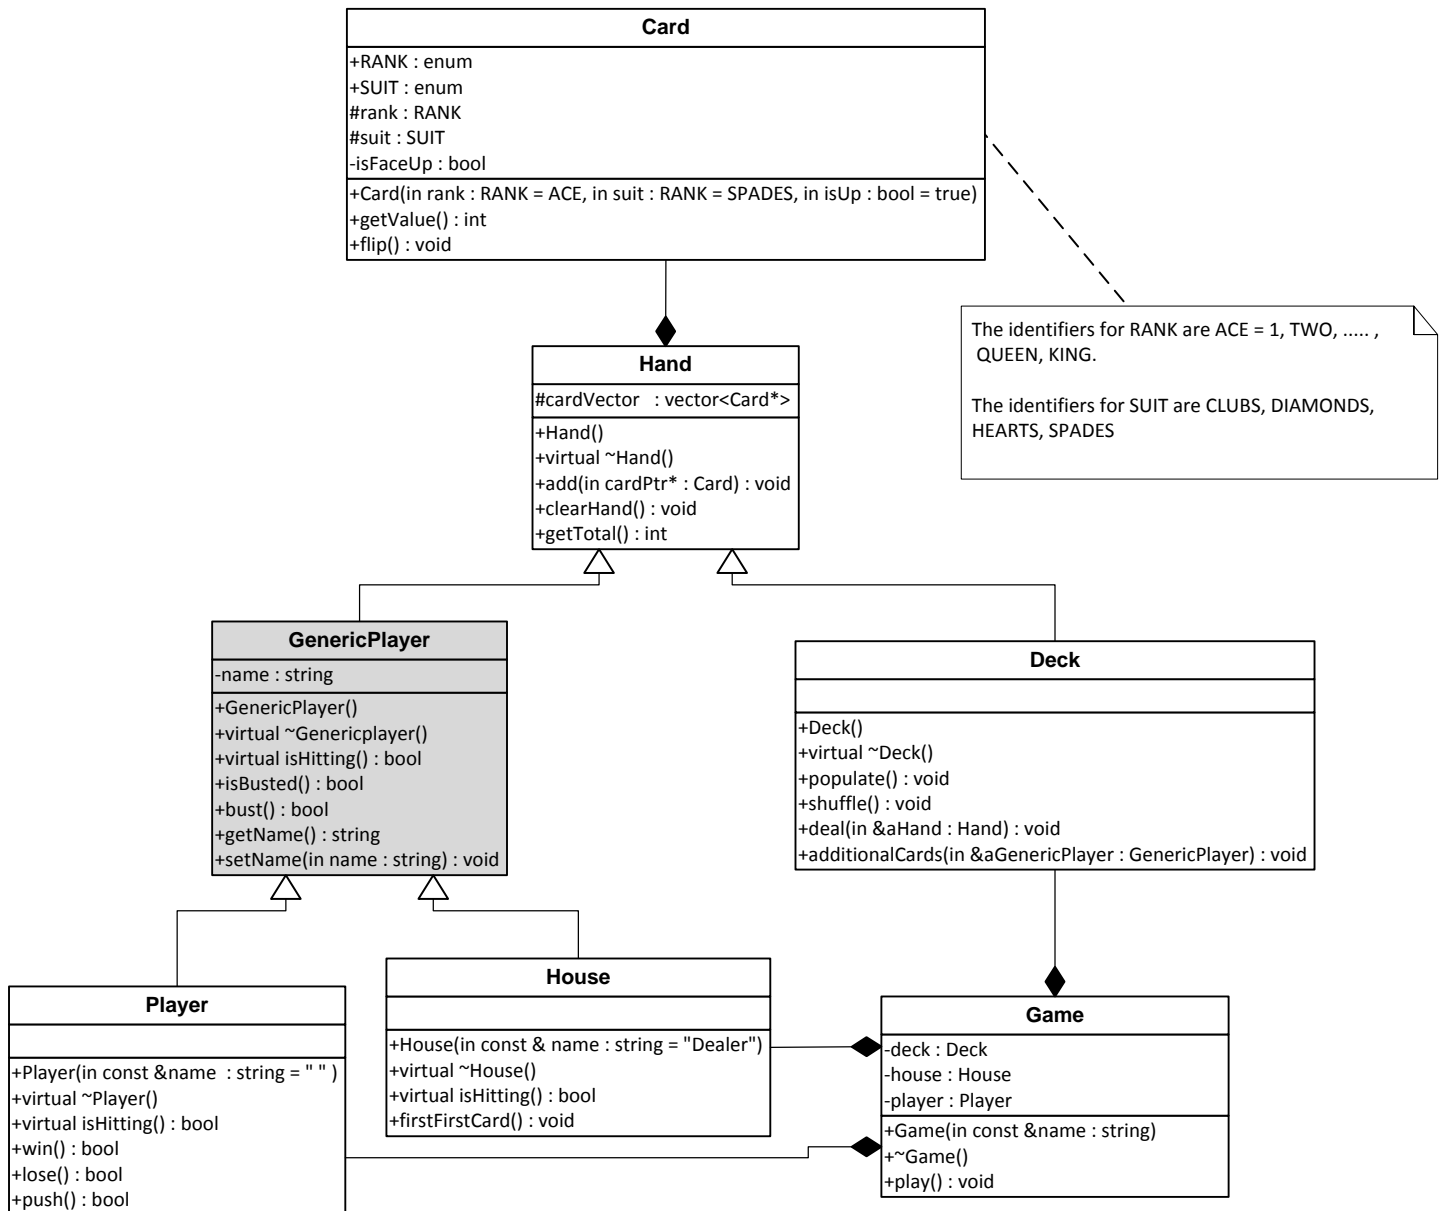 Card
+RANK : enum
+SUIT : enum
#rank : RANK
#suit : SUIT
-isFaceUp : bool
+Card(in rank : RANK = ACE, in suit : RANK = SPADES, in isUp : bool = true)
+getValue() : int
+flip() : void
The identifiers for RANK are ACE = 1, TWO, ..... ,
QUEEN, KING.
The identifiers for SUIT are CLUBS, DIAMONDS,
HEARTS, SPADES
Hand
#cardVector : vector<Card*>
+Hand()
+virtual ~Hand()
+add(in cardPtr* : Card) : void
+clearHand() : void
+getTotal() : int
GenericPlayer
-name : string
+GenericPlayer()
+virtual ~Genericplayer()
+virtual isHitting() : bool
+isBusted() : bool
+bust() : bool
+getName() : string
+setName(in name : string) : void
Deck
+Deck()
+virtual ~Deck()
+populate() : void
+shuffle() : void
+deal(in &aHand : Hand) : void
+additionalCards(in &aGenericPlayer : GenericPlayer) : void
Player
+Player(in const &name : string = " " )
+virtual ~Player()
+virtual isHitting() : bool
+win() : bool
+lose() : bool
+push() : bool
House
+House(in const & name : string = "Dealer")
+virtual ~House()
+virtual isHitting() : bool
+firstFirstCard() : void
Game
-deck : Deck
-house : House
-player : Player
+Game(in const &name : string)
+~Game()
+play() : void